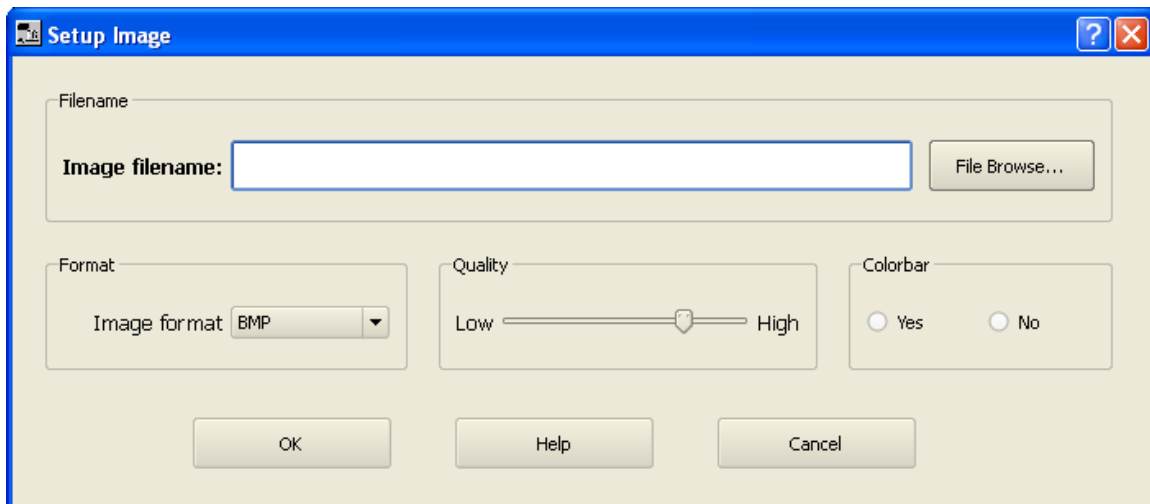 Setup Image
Filename
Image filename:
File Browse...
Format
Quality
Colorbar
Image format BMP
Low High
Yes No
OK Help Cancel